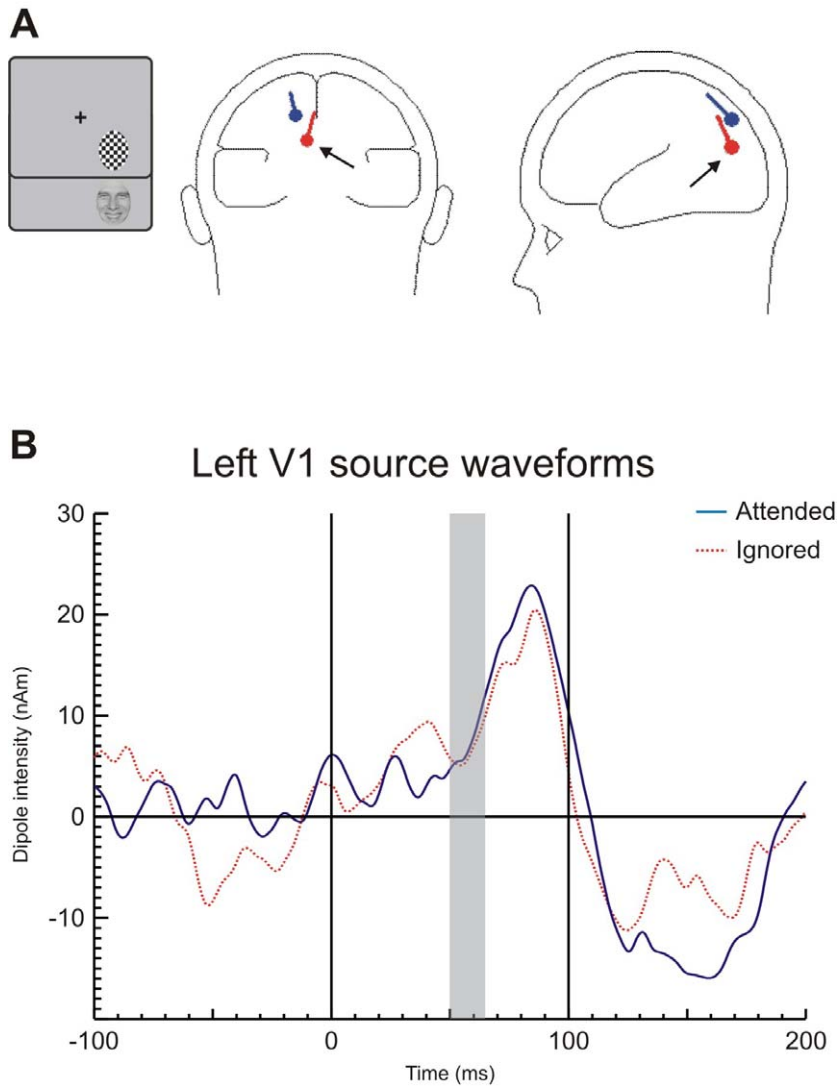 A
+
B
Left V1 source waveforms
Attended
Ignored
Dipole intensity (nAm)
30
20
10
0
-10
-100
0
100
200
Time (ms)